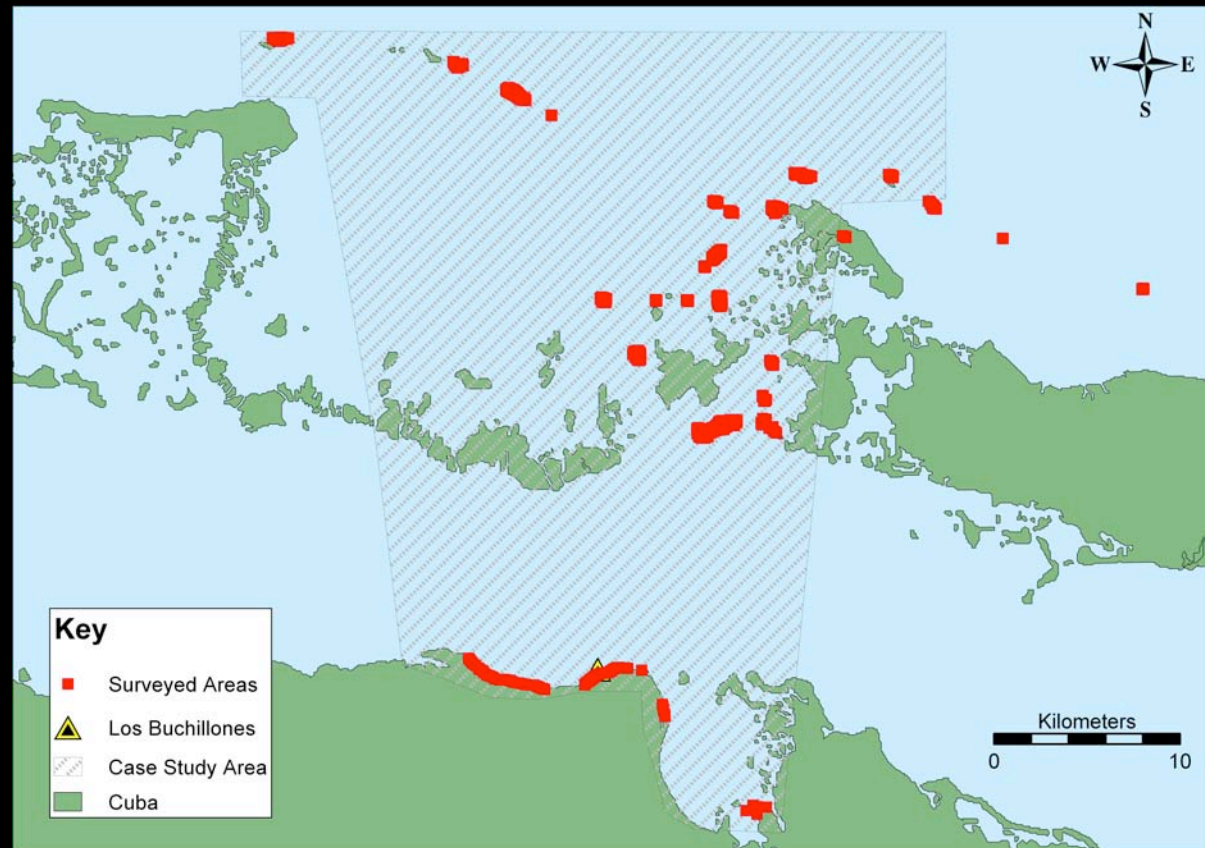 N
W E
S
Key
Surveyed Areas
Los Buchillones
Case Study Area
Cuba
Kilometers
0 10